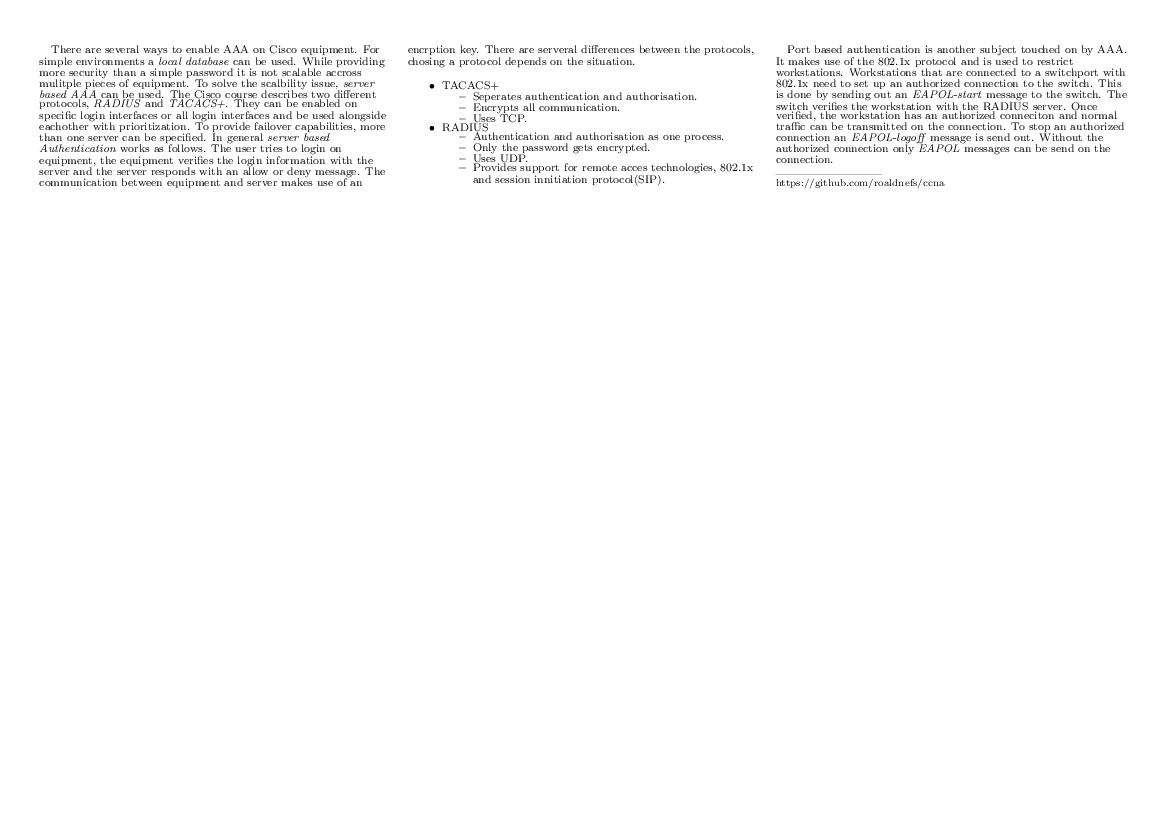 There are several ways to enable AAA on Cisco equipment. For
simple environments a local database can be used. While providing
more security than a simple password it is not scalable accross
mulitple pieces of equipment. To solve the scalbility issue, server
based AAA can be used. The Cisco course describes two different
protocols, RADIUS and TACACS+. They can be enabled on
specific login interfaces or all login interfaces and be used alongside
eachother with prioritization. To provide failover capabilities, more
than one server can be specified. In general server based
Authentication works as follows. The user tries to login on
equipment, the equipment verifies the login information with the
server and the server responds with an allow or deny message. The
communication between equipment and server makes use of an
encrption key. There are serveral differences between the protocols,
chosing a protocol depends on the situation.
• TACACS+
– Seperates authentication and authorisation.
– Encrypts all communication.
– Uses TCP.
• RADIUS
– Authentication and authorisation as one process.
– Only the password gets encrypted.
– Uses UDP.
– Provides support for remote acces technologies, 802.1x
and session innitiation protocol(SIP).
Port based authentication is another subject touched on by AAA.
It makes use of the 802.1x protocol and is used to restrict
workstations. Workstations that are connected to a switchport with
802.1x need to set up an authorized connection to the switch. This
is done by sending out an EAPOL-start message to the switch. The
switch verifies the workstation with the RADIUS server. Once
verified, the workstation has an authorized conneciton and normal
traffic can be transmitted on the connection. To stop an authorized
connection an EAPOL-logoff message is send out. Without the
authorized connection only EAPOL messages can be send on the
connection.
https://github.com/roaldnefs/ccna